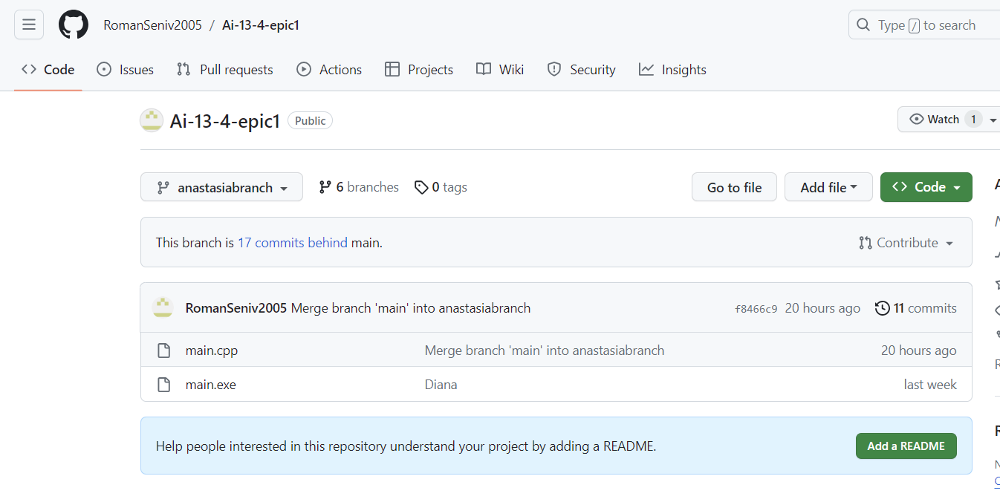 RomanSeniv2005 / Ai-13-4-epic1
Type / to search
Code Issues Pull requests Actions Projects Wiki Security Insights
Ai-13-4-epic1 Public
Watch 1
anastasiabranch 6 branches 0 tags Go to file Add file Code
This branch is 17 commits behind main. Contribute
RomanSeniv2005 Merge branch 'main' into anastasiabranch f8466c9 20 hours ago 11 commits
main.cpp Merge branch 'main' into anastasiabranch 20 hours ago
main.exe Diana last week
Help people interested in this repository understand your project by adding a README. Add a README